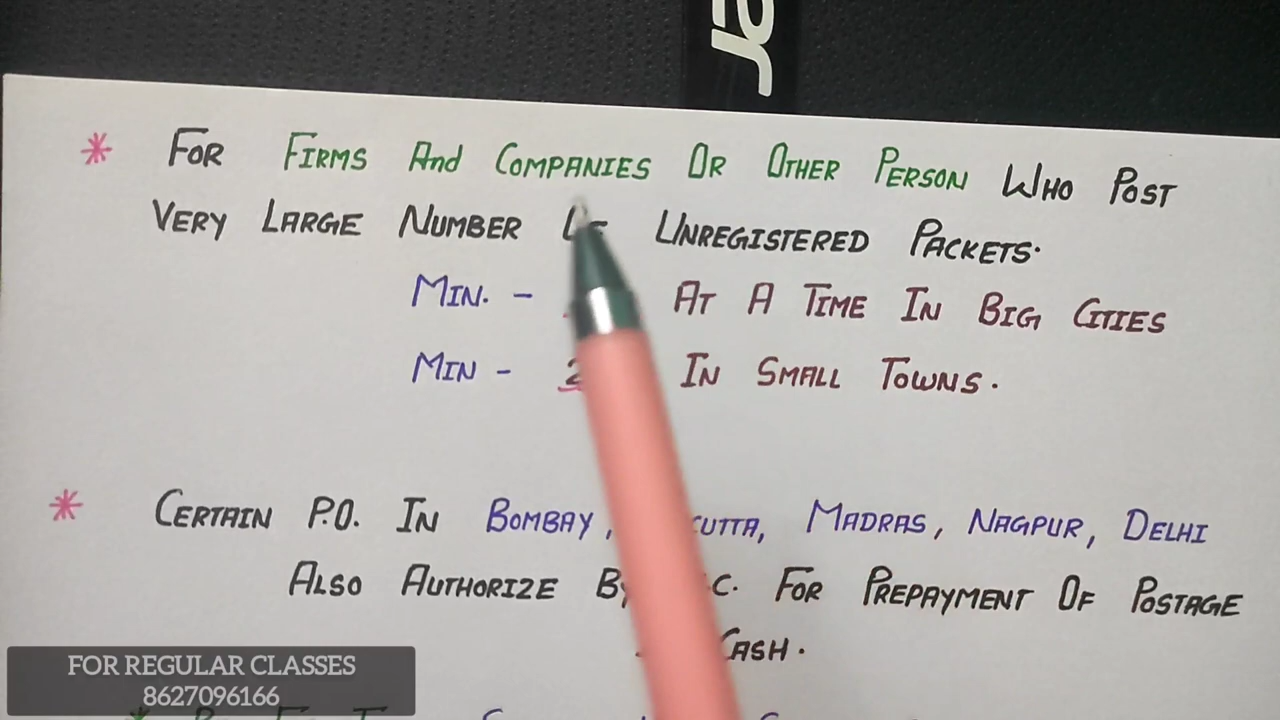 * FOR FIRMS And COMPANIES OR OTHER PERSON WHO POST
VERY LARGE NUMBER UNREGISTERED PACKETS.
MIN. - AT A TIME IN BIG CITIES
MIN - IN SMALL TOWNS.
* CERTAIN P.O. IN BOMBAY, MADRAS, NAGPUR, DELHI
ALSO AUTHORIZE FOR PREPAYMENT OF POSTAGE
CASH.
FOR REGULAR CLASSES
8627096166